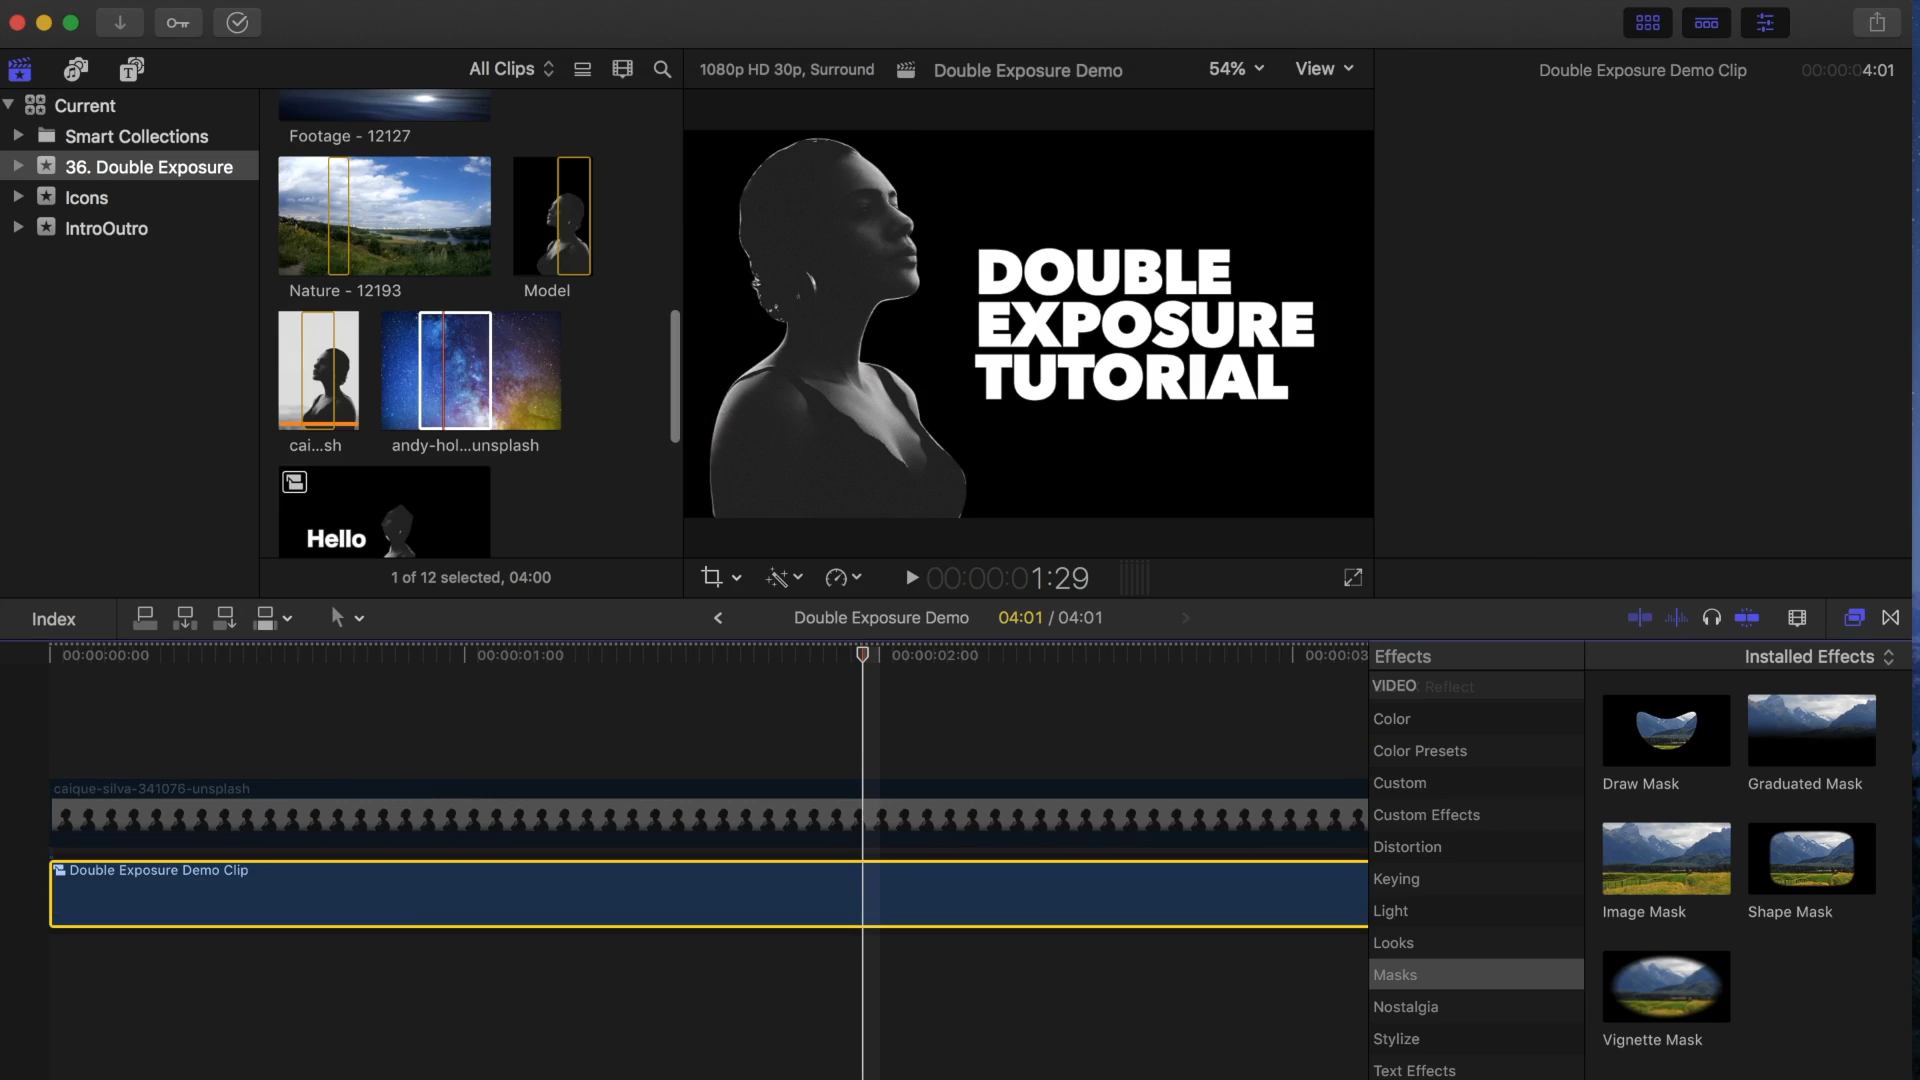 All Clips
1080p HD 30p, Surround
Double Exposure Demo
54%
View
Double Exposure Demo Clip
00:00:04:01
Current
Smart Collections
36. Double Exposure
Icons
IntroOutro
Footage - 12127
Nature - 12193
Model
cai...sh
andy-hol...unsplash
Hello
1 of 12 selected, 04:00
DOUBLE
EXPOSURE
TUTORIAL
00:00:01:29
Index
Double Exposure Demo
04:01 / 04:01
00:00:00:00
00:00:01:00
00:00:02:00
00:00:03
caique-silva-341076-unsplash
Double Exposure Demo Clip
Effects
Installed Effects
VIDEO
Reflect
Color
Color Presets
Custom
Custom Effects
Distortion
Keying
Light
Looks
Masks
Nostalgia
Stylize
Text Effects
Draw Mask
Graduated Mask
Image Mask
Shape Mask
Vignette Mask